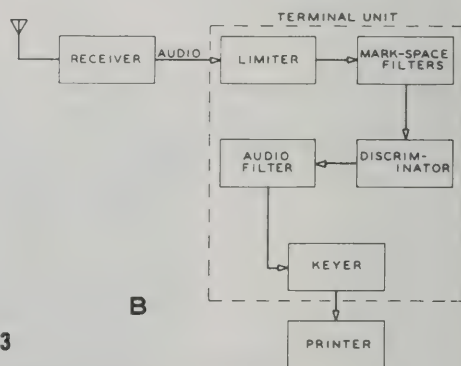 TERMINAL UNIT
RECEIVER
AUDIO
LIMITER
MARK-SPACE
FILTERS
AUDIO
FILTER
DISCRIM-
INATOR
KEYER
B
3
PRINTER